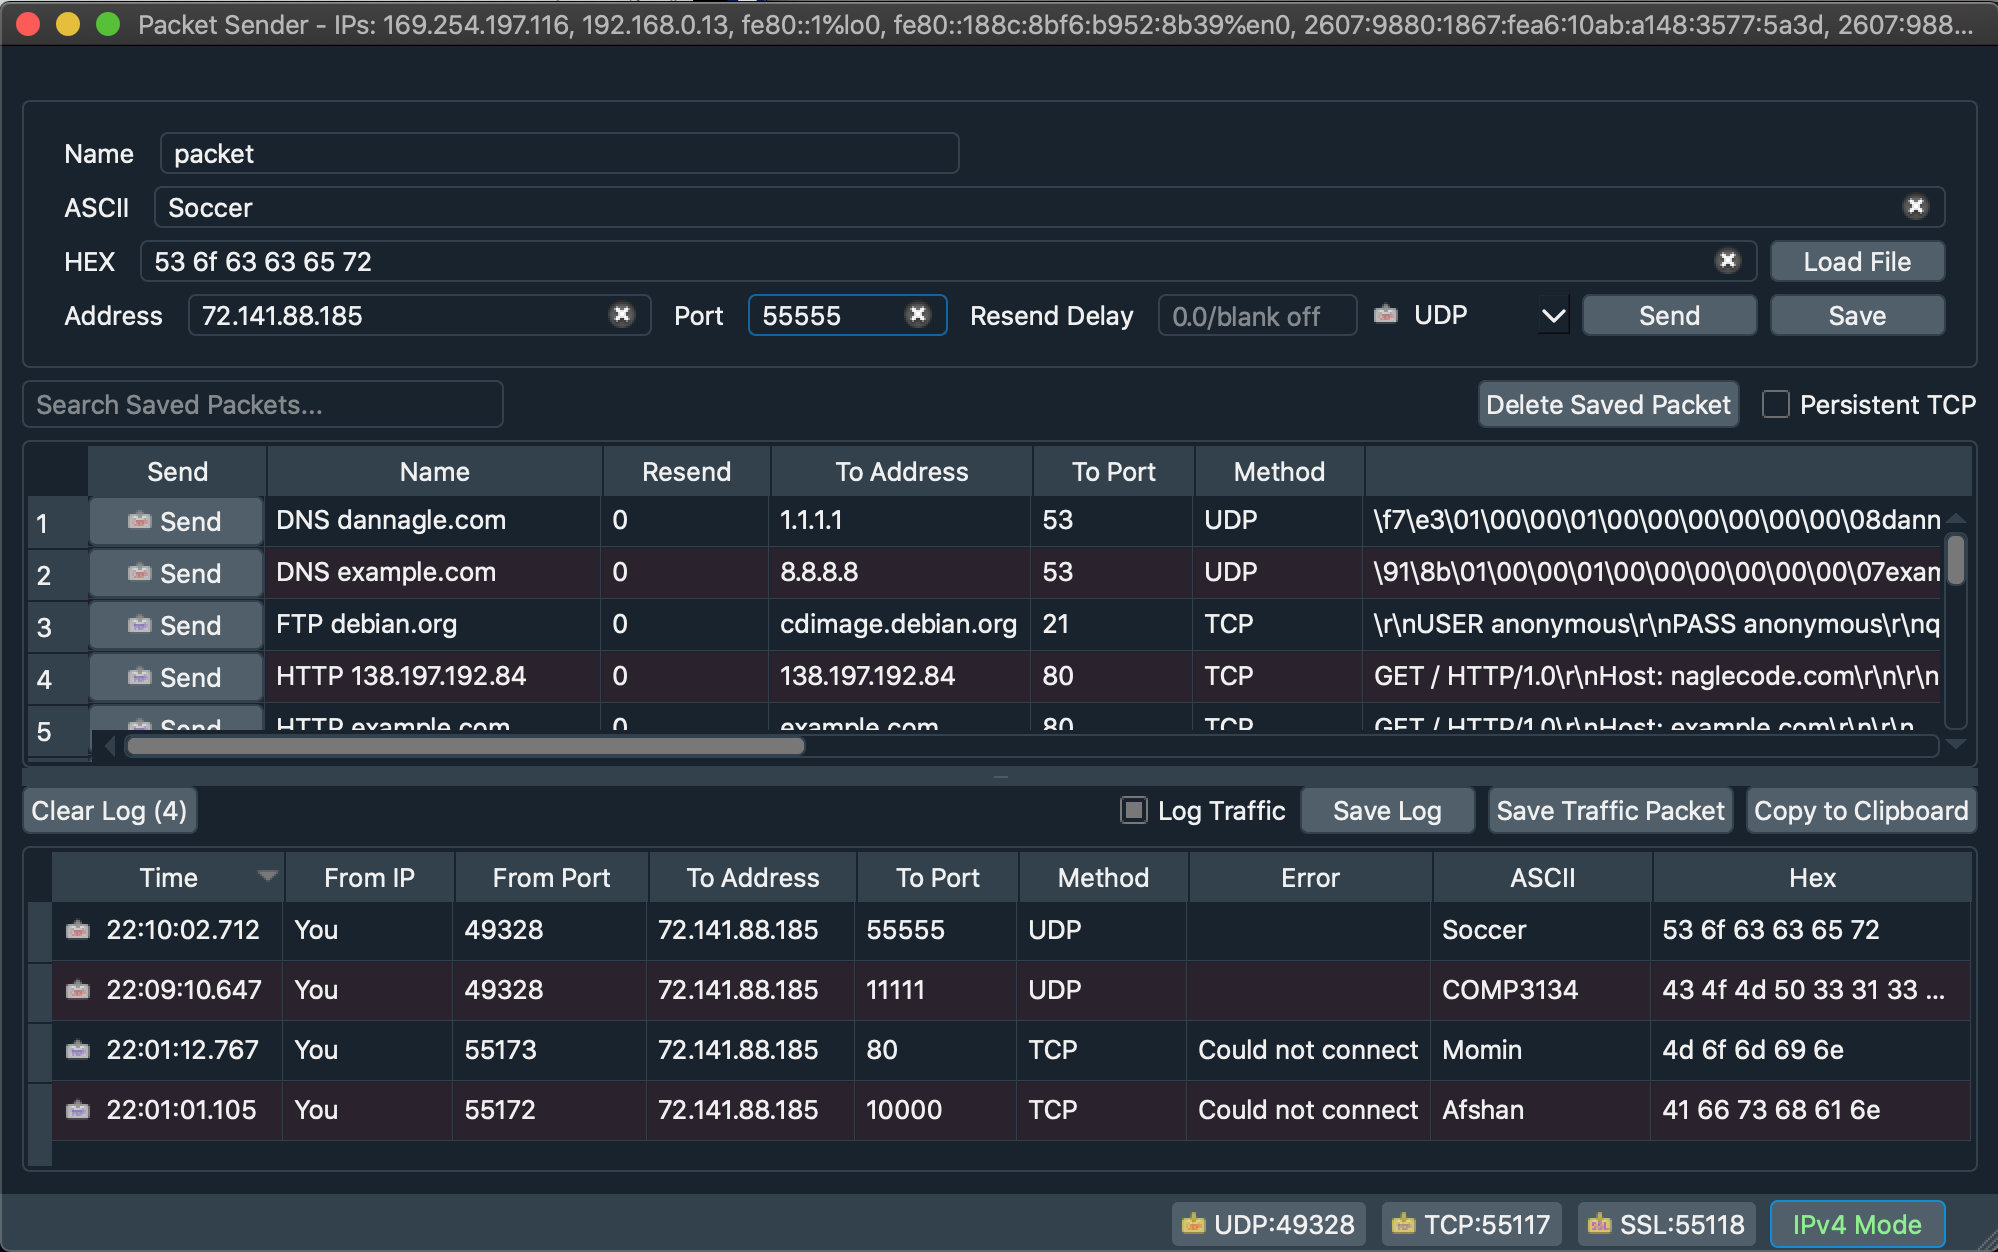 Packet Sender - IPs: 169.254.197.116, 192.168.0.13, fe80::1%lo0, fe80::188c:8bf6:b952:8b39%en0, 2607:9880:1867:fea6:10ab:a148:3577:5a3d, 2607:988...
Name packet
ASCII Soccer
HEX 53 6f 63 63 65 72 Load File
Address 72.141.88.185 Port 55555 Resend Delay 0.0/blank off UDP Send Save
Search Saved Packets... Delete Saved Packet Persistent TCP
Send Name Resend To Address To Port Method
1 Send DNS dannagle.com 0 1.1.1.1 53 UDP \f7\e3\01\00\00\01\00\00\00\00\00\00\08dann
2 Send DNS example.com 0 8.8.8.8 53 UDP \91\8b\01\00\00\01\00\00\00\00\00\00\07exam
3 Send FTP debian.org 0 cdimage.debian.org 21 TCP \r\nUSER anonymous\r\nPASS anonymous\r\nq
4 Send HTTP 138.197.192.84 0 138.197.192.84 80 TCP GET / HTTP/1.0\r\nHost: naglecode.com\r\n\r\n
5 Send HTTP example.com 0 example.com 80 TCP GET / HTTP/1.0\r\nHost: example.com\r\n\r\n
Clear Log (4) Log Traffic Save Log Save Traffic Packet Copy to Clipboard
Time From IP From Port To Address To Port Method Error ASCII Hex
22:10:02.712 You 49328 72.141.88.185 55555 UDP Soccer 53 6f 63 63 65 72
22:09:10.647 You 49328 72.141.88.185 11111 UDP COMP3134 43 4f 4d 50 33 31 33 ...
22:01:12.767 You 55173 72.141.88.185 80 TCP Could not connect Momin 4d 6f 6d 69 6e
22:01:01.105 You 55172 72.141.88.185 10000 TCP Could not connect Afshan 41 66 73 68 61 6e
UDP:49328 TCP:55117 SSL:55118 IPv4 Mode